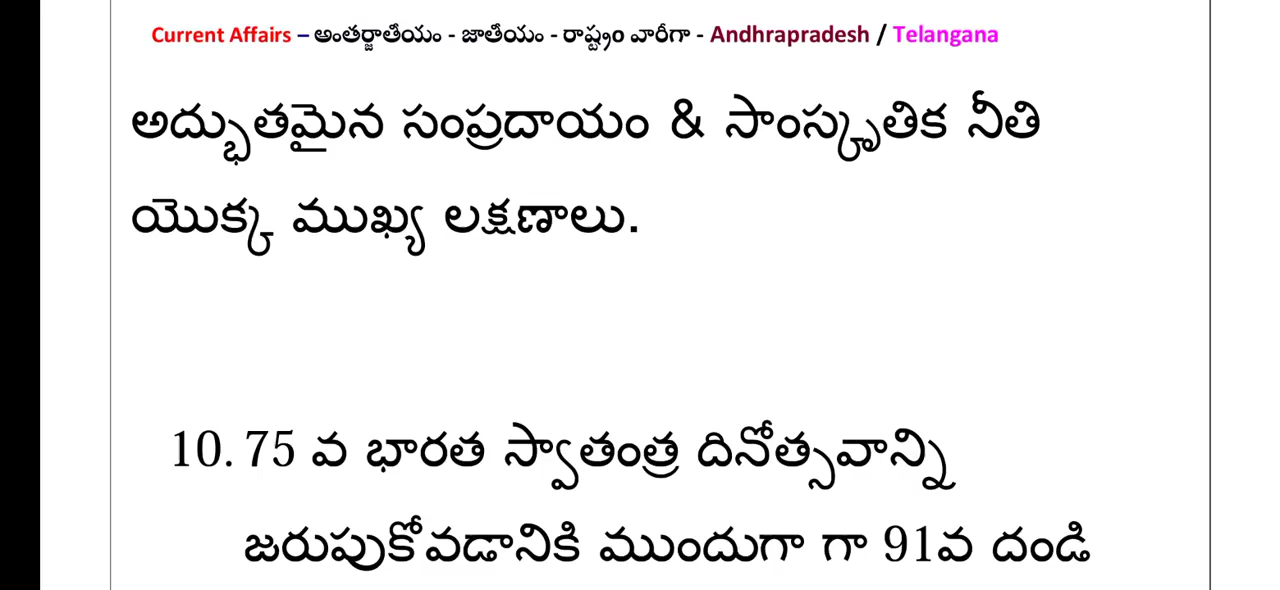 Current Affairs – అంతర్జాతీయం - జాతీయం - రాష్ట్రం వారీగా - Andhrapradesh / Telangana
అద్భుతమైన సంప్రదాయం & సాంస్కృతిక నీతి
యొక్క ముఖ్య లక్షణాలు.
10. 75 వ భారత స్వాతంత్ర దినోత్సవాన్ని
జరుపుకోవడానికి ముందుగా గా 91వ దండి